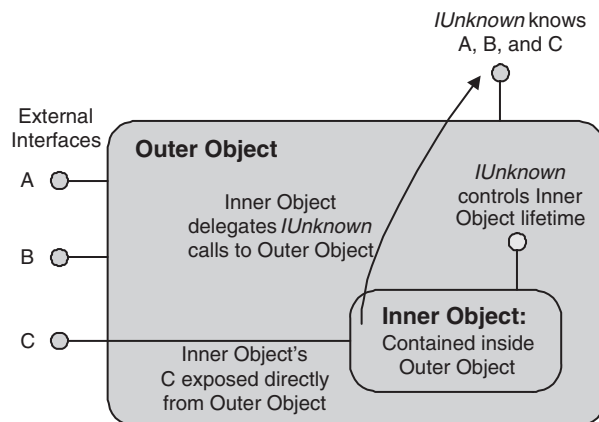 IUnknown knows
A, B, and C
External
Interfaces
Outer Object
A
IUnknown
controls Inner
Object lifetime
Inner Object
delegates IUnknown
calls to Outer Object
B
Inner Object:
Contained inside
Outer Object
C
Inner Object's
C exposed directly
from Outer Object